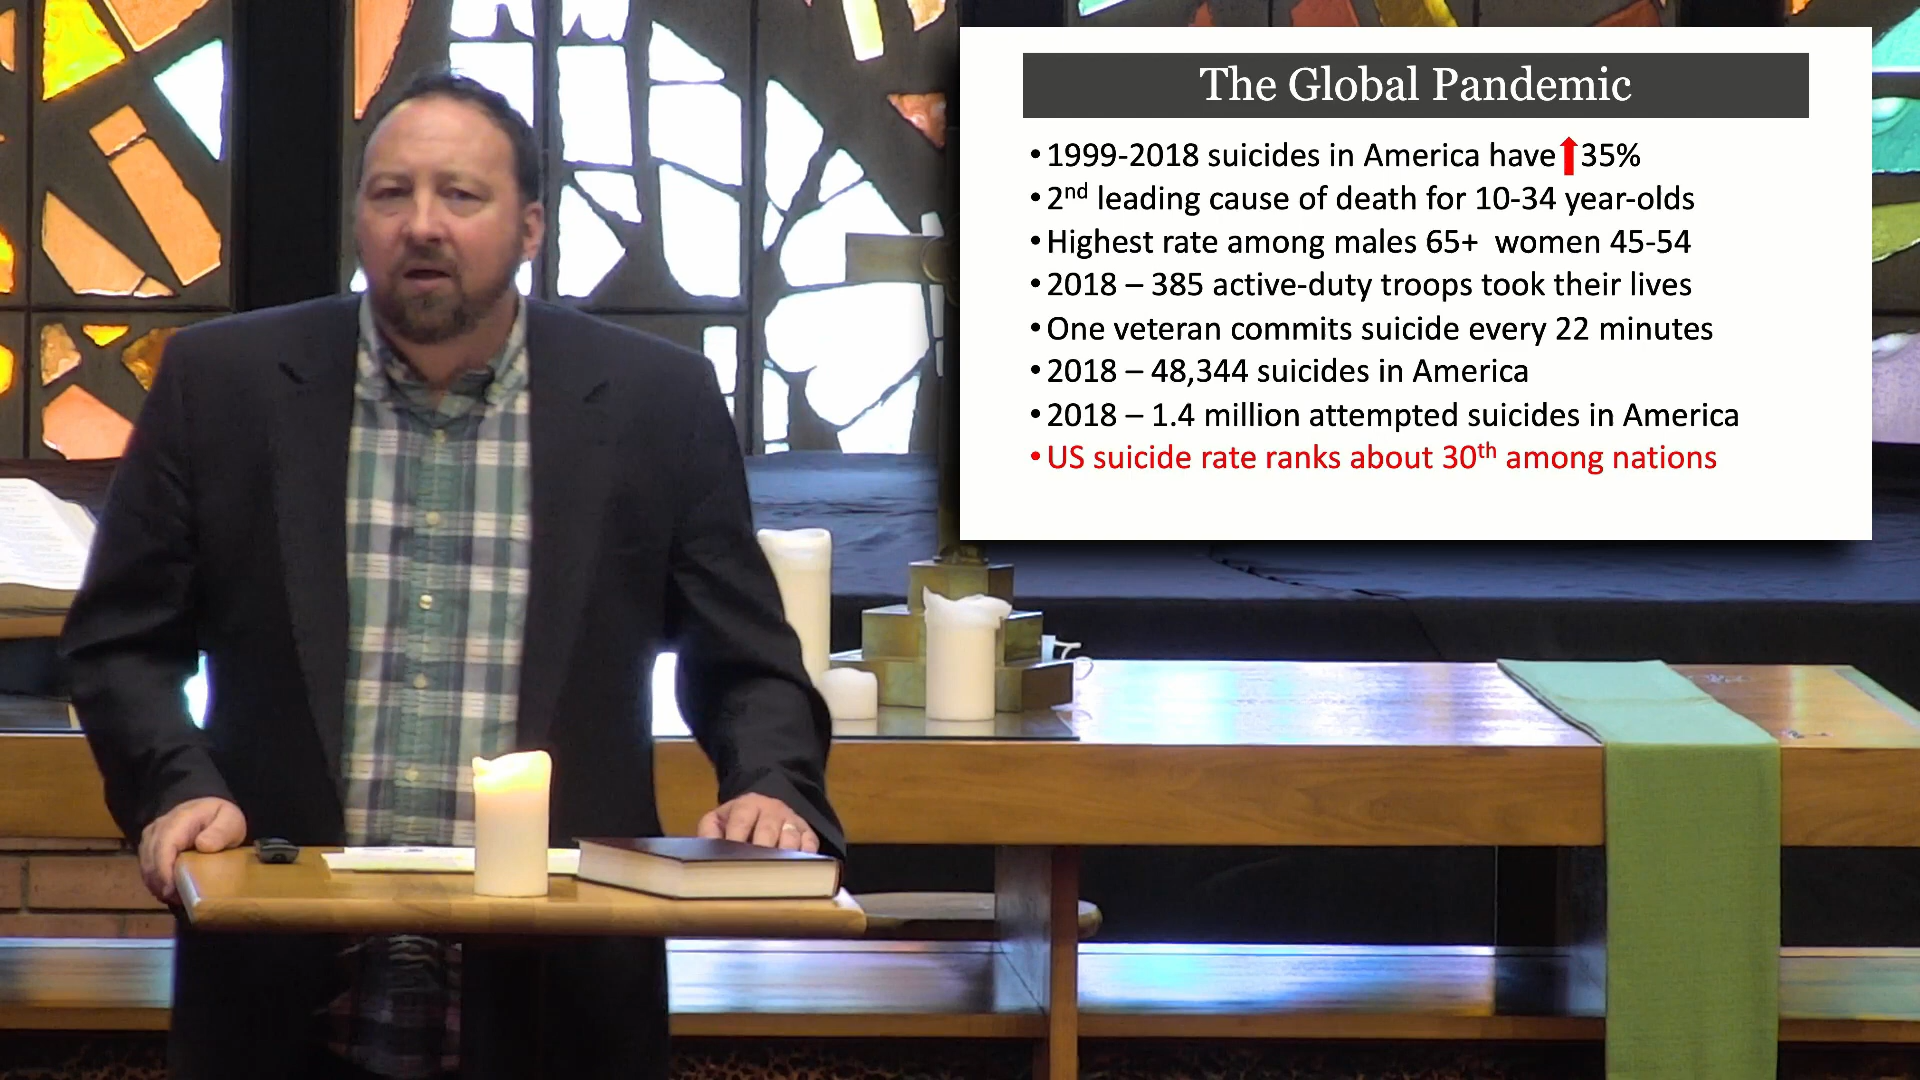 The Global Pandemic
•1999-2018 suicides in America have⬆35%
•2nd leading cause of death for 10-34 year-olds
•Highest rate among males 65+  women 45-54
•2018 – 385 active-duty troops took their lives
•One veteran commits suicide every 22 minutes
•2018 – 48,344 suicides in America
•2018 – 1.4 million attempted suicides in America
•US suicide rate ranks about 30th among nations